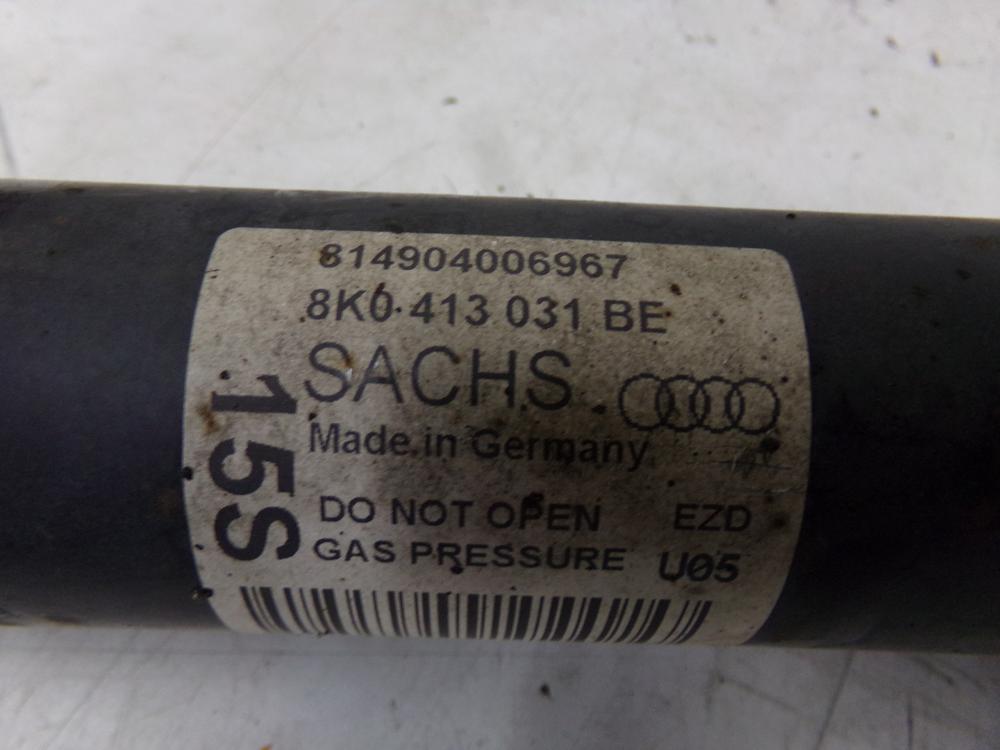 814904006967
8K0 413 031 BE
SACHS
Made in Germany
DO NOT OPEN EZD
GAS PRESSURE U05
15S